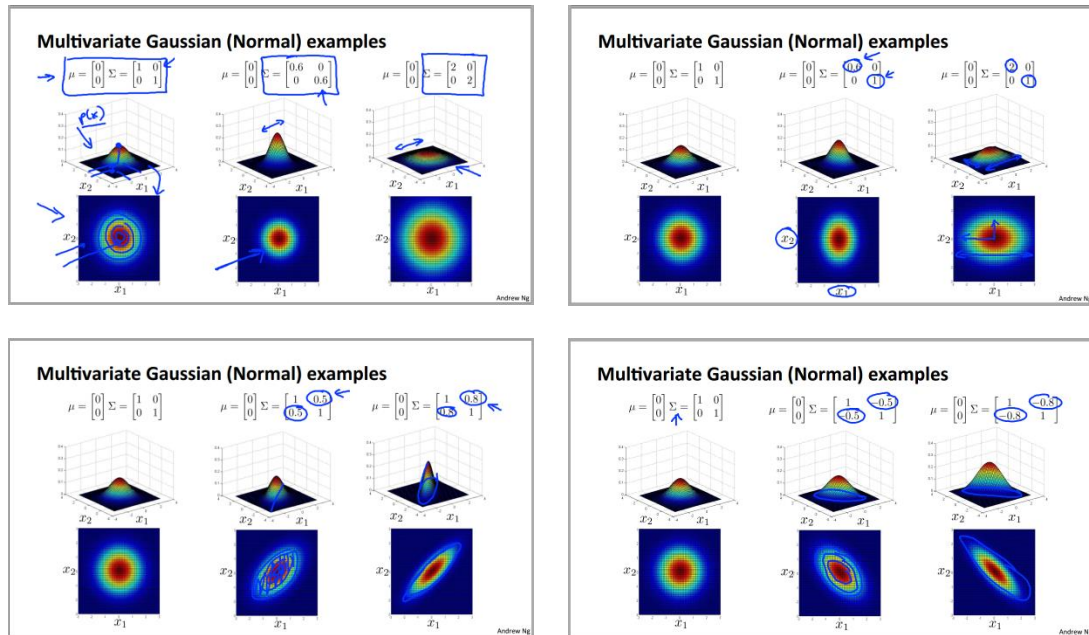 Multivariate Gaussian (Normal) examples
μ = [0 0] Σ = [1 0 0 1] μ = [0 0] Σ = [0.6 0 0 0.6] μ = [0 0] Σ = [2 0 0 2]
p(x)
x₂ x₁ x₂ x₁ x₂ x₁
x₂ x₂ x₂
x₁ x₁ x₁
Andrew Ng
Multivariate Gaussian (Normal) examples
μ = [0 0] Σ = [1 0 0 1] μ = [0 0] Σ = [0.6 0 0 1] μ = [0 0] Σ = [2 0 0 1]
x₂ x₁ x₂ x₁ x₂ x₁
x₂ x₂ x₂
x₁ x₁ x₁
Andrew Ng
Multivariate Gaussian (Normal) examples
μ = [0 0] Σ = [1 0 0 1] μ = [0 0] Σ = [1 0.5 0.5 1] μ = [0 0] Σ = [1 0.8 0.8 1]
x₂ x₁ x₂ x₁ x₂ x₁
x₂ x₂ x₂
x₁ x₁ x₁
Andrew Ng
Multivariate Gaussian (Normal) examples
μ = [0 0] Σ = [1 0 0 1] μ = [0 0] Σ = [1 -0.5 -0.5 1] μ = [0 0] Σ = [1 -0.8 -0.8 1]
x₂ x₁ x₂ x₁ x₂ x₁
x₂ x₂ x₂
x₁ x₁ x₁
Andrew Ng